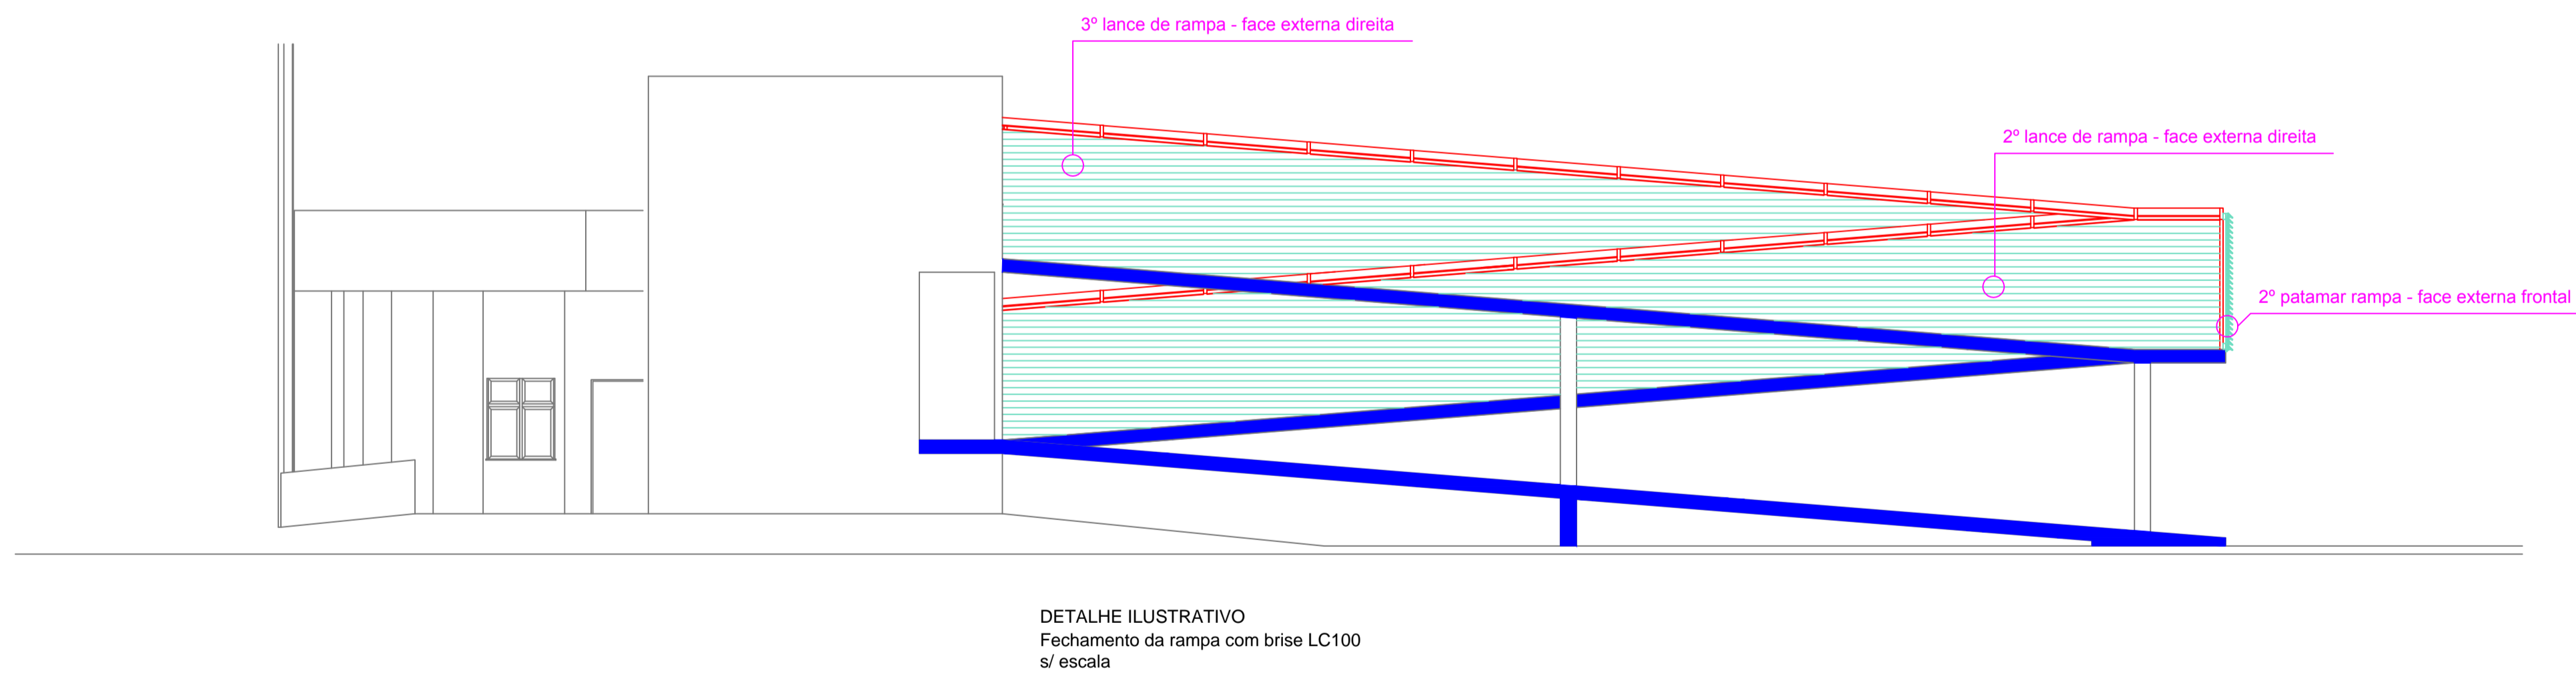 3º lance de rampa - face externa direita
2º lance de rampa - face externa direita
2º patamar rampa - face externa frontal
DETALHE ILUSTRATIVO
Fechamento da rampa com brise LC100
s/ escala